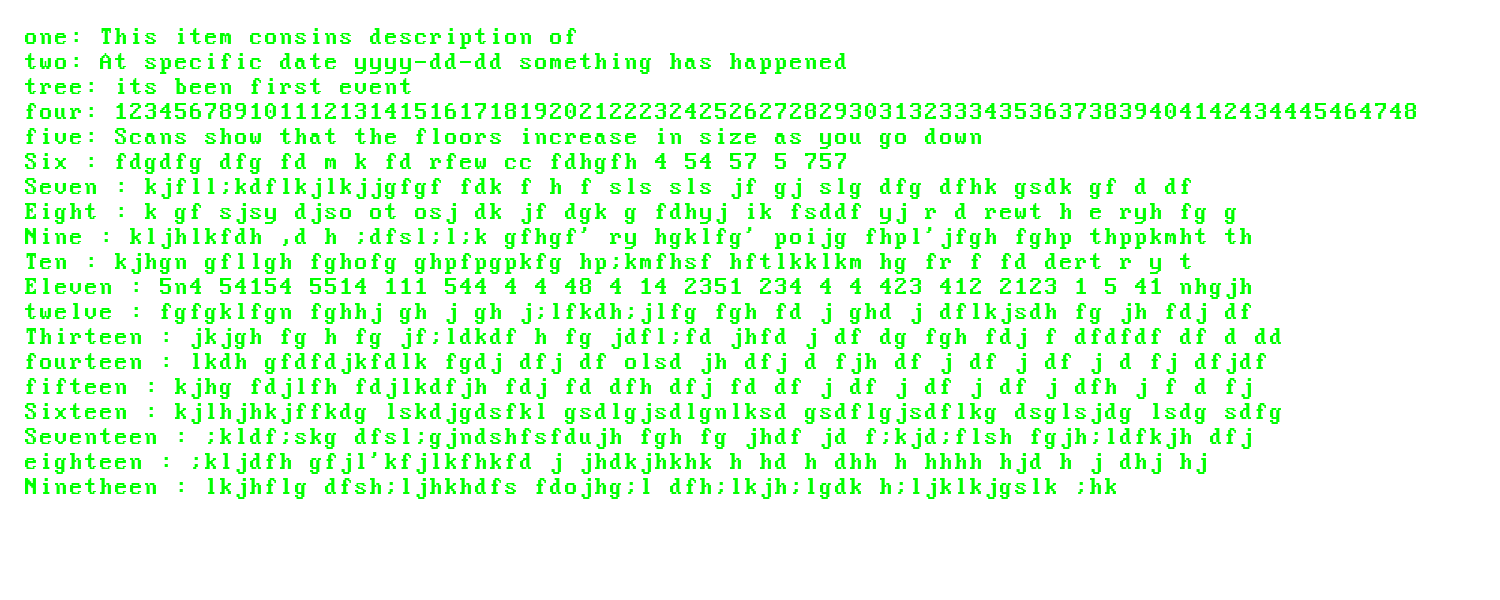 one: This item consins description of
two: At specific date yyyy-dd-dd something has happened
tree: its been first event
four: 123456789101112131415161718192021222324252627282930313233343536373839404142434445464748
five: Scans show that the floors increase in size as you go down
Six : fdgdfg dfg fd m k fd rfew cc fdhgfh 4 54 57 5 757
Seven : kjfll;kdflkjlkjjgfgf fdk f h f sls sls jf gj slg dfg dfhk gsdk gf d df
Eight : k gf sjsy djso ot osj dk jf dgk g fdhyj ik fsddf yj r d rewt h e ryh fg g
Nine : kljhlkfdh ,d h ;dfsl;l;k gfhgf' ry hgklfg' poijg fhpl'jfgh fghp thppkmht th
Ten : kjhgn gfllgh fghofg ghpfpgpkfg hp;kmfhsf hftlkklkm hg fr f fd dert r y t
Eleven : 5n4 54154 5514 111 544 4 4 48 4 14 2351 234 4 4 423 412 2123 1 5 41 nhgjh
twelve : fgfgklfgn fghhj gh j gh j;lfkdh;jlfg fgh fd j ghd j dflkjsdh fg jh fdj df
Thirteen : jkjgh fg h fg jf;ldkdf h fg jdfl;fd jhfd j df dg fgh fdj f dfdfdf df d dd
fourteen : lkdh gfdfdjkfdlk fgdj dfj df olsd jh dfj d fjh df j df j df j d fj dfjdf
fifteen : kjhg fdjlfh fdjlkdfjh fdj fd dfh dfj fd df j df j df j df j dfh j f d fj
Sixteen : kjlhjhkjffkdg lskdjgdsfkl gsdlgjsdlgnlksd gsdflgjsdflkg dsglsjdg lsdg sdfg
Seventeen : ;kldf;skg dfsl;gjndshfsfdujh fgh fg jhdf jd f;kjd;flsh fgjh;ldfkjh dfj
eighteen : ;kljdfh gfjl'kfjlkfhkfd j jhdkjhkhk h hd h dhh h hhhh hjd h j dhj hj
Ninetheen : lkjhflg dfsh;ljhkhdfs fdojhg;l dfh;lkjh;lgdk h;ljklkjgslk ;hk